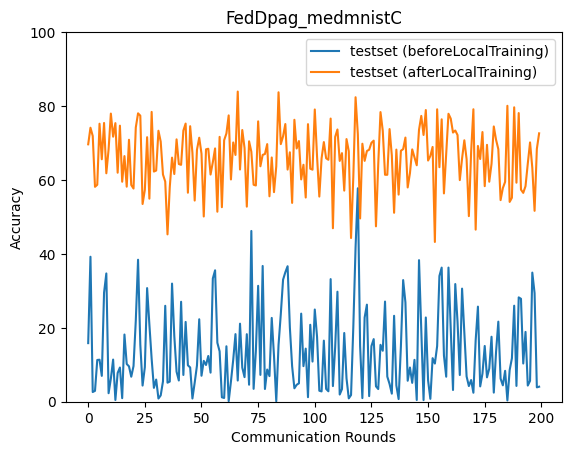 FedDpag_medmnistC
testset (beforeLocalTraining)
testset (afterLocalTraining)
Accuracy
100
80
60
40
20
0
0 25 50 75 100 125 150 175 200
Communication Rounds